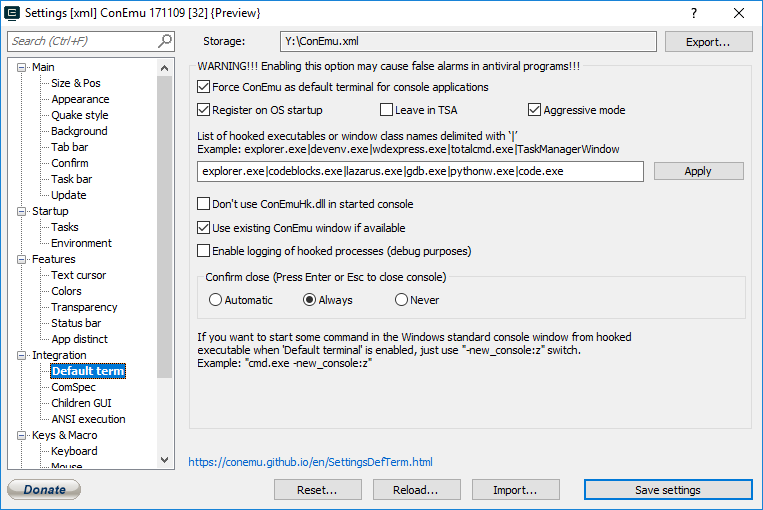 Settings [xml] ConEmu 171109 [32] {Preview}
Search (Ctrl+F)
Storage:
Y:\ConEmu.xml
Export...
Main
Size & Pos
Appearance
Quake style
Background
Tab bar
Confirm
Task bar
Update
Startup
Tasks
Environment
Features
Text cursor
Colors
Transparency
Status bar
App distinct
Integration
Default term
ComSpec
Children GUI
ANSI execution
Keys & Macro
Keyboard
Mouse
WARNING!!! Enabling this option may cause false alarms in antiviral programs!!!
Force ConEmu as default terminal for console applications
Register on OS startup
Leave in TSA
Aggressive mode
List of hooked executables or window class names delimited with '|'
Example: explorer.exe|devenv.exe|wdexpress.exe|totalcmd.exe|TaskManagerWindow
explorer.exe|codeblocks.exe|lazarus.exe|gdb.exe|pythonw.exe|code.exe
Apply
Don't use ConEmuHk.dll in started console
Use existing ConEmu window if available
Enable logging of hooked processes (debug purposes)
Confirm close (Press Enter or Esc to close console)
Automatic
Always
Never
If you want to start some command in the Windows standard console window from hooked
executable when 'Default terminal' is enabled, just use "-new_console:z" switch.
Example: "cmd.exe -new_console:z"
https://conemu.github.io/en/SettingsDefTerm.html
Donate
Reset...
Reload...
Import...
Save settings